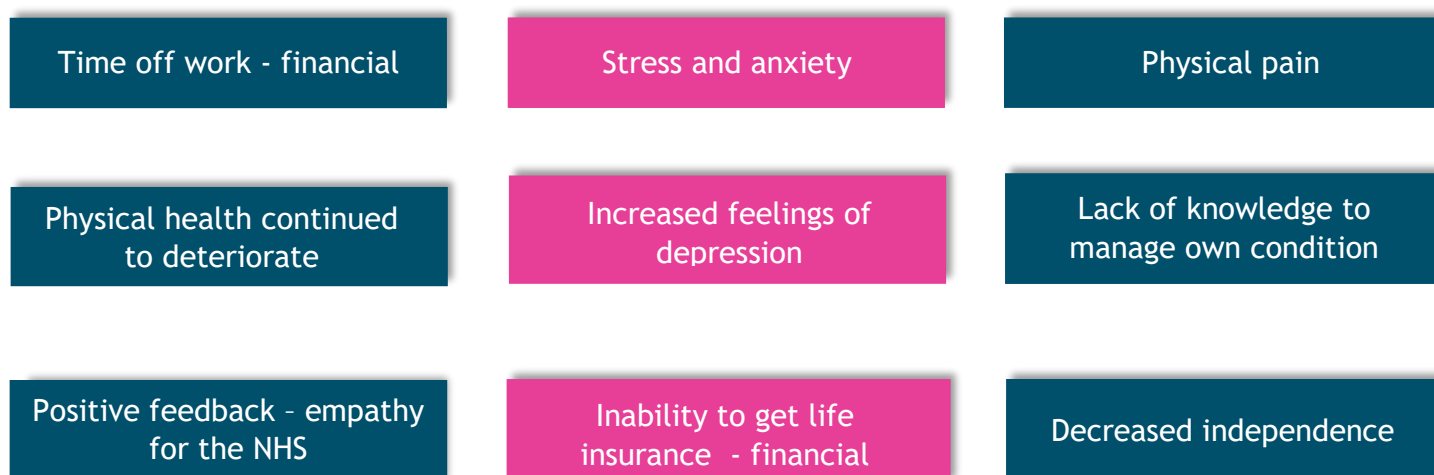 Time off work - financial
Stress and anxiety
Physical pain
Physical health continued
to deteriorate
Increased feelings of
depression
Lack of knowledge to
manage own condition
Positive feedback – empathy
for the NHS
Inability to get life
insurance  - financial
Decreased independence